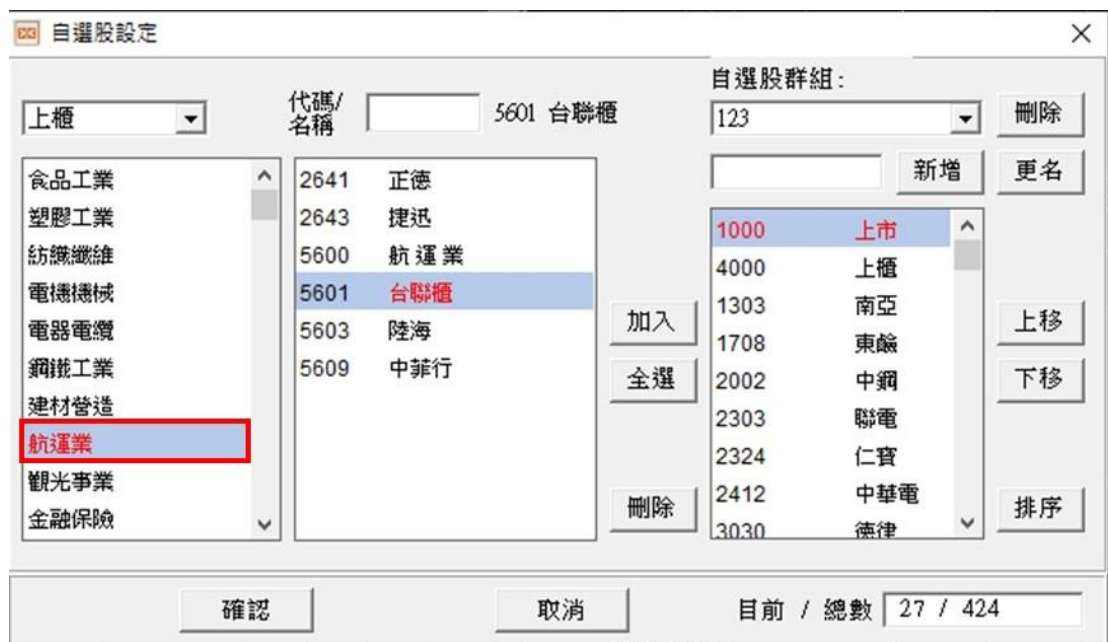 自選股設定
自選股群組:
上櫃
代碼/
名稱
5601 台聯櫃
123
刪除
新增
更名
食品工業
塑膠工業
紡織纖維
電機機械
電器電纜
鋼鐵工業
建材營造
航運業
觀光事業
金融保險
2641 正德
2643 捷迅
5600 航運業
5601 台聯櫃
5603 陸海
5609 中菲行
加入
全選
刪除
1000 上市
4000 上櫃
1303 南亞
1708 東鹼
2002 中鋼
2303 聯電
2324 仁寶
2412 中華電
3030 德律
上移
下移
排序
確認
取消
目前 / 總數 27 / 424